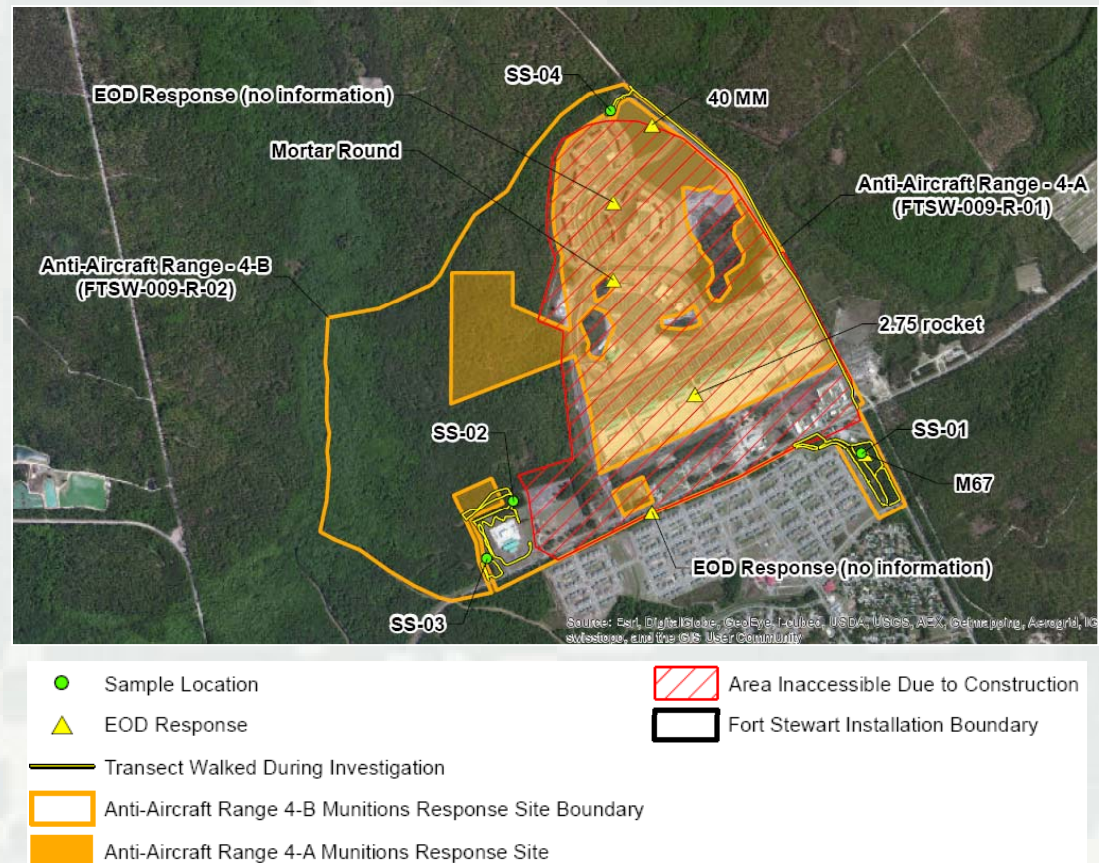 SS-04
EOD Response (no information)
40 MM
Mortar Round
Anti-Aircraft Range - 4-A
(FTSW-009-R-01)
Anti-Aircraft Range - 4-B
(FTSW-009-R-02)
2.75 rocket
SS-02
SS-01
M67
EOD Response (no information)
SS-03
Source: Esri, DigitalGlobe, GeoEye, i-cubed, USDA, USGS, AEX, Getmapping, Aerogrid, IG
swisstopo, and the GIS User Community
Sample Location
Area Inaccessible Due to Construction
EOD Response
Fort Stewart Installation Boundary
Transect Walked During Investigation
Anti-Aircraft Range 4-B Munitions Response Site Boundary
Anti-Aircraft Range 4-A Munitions Response Site